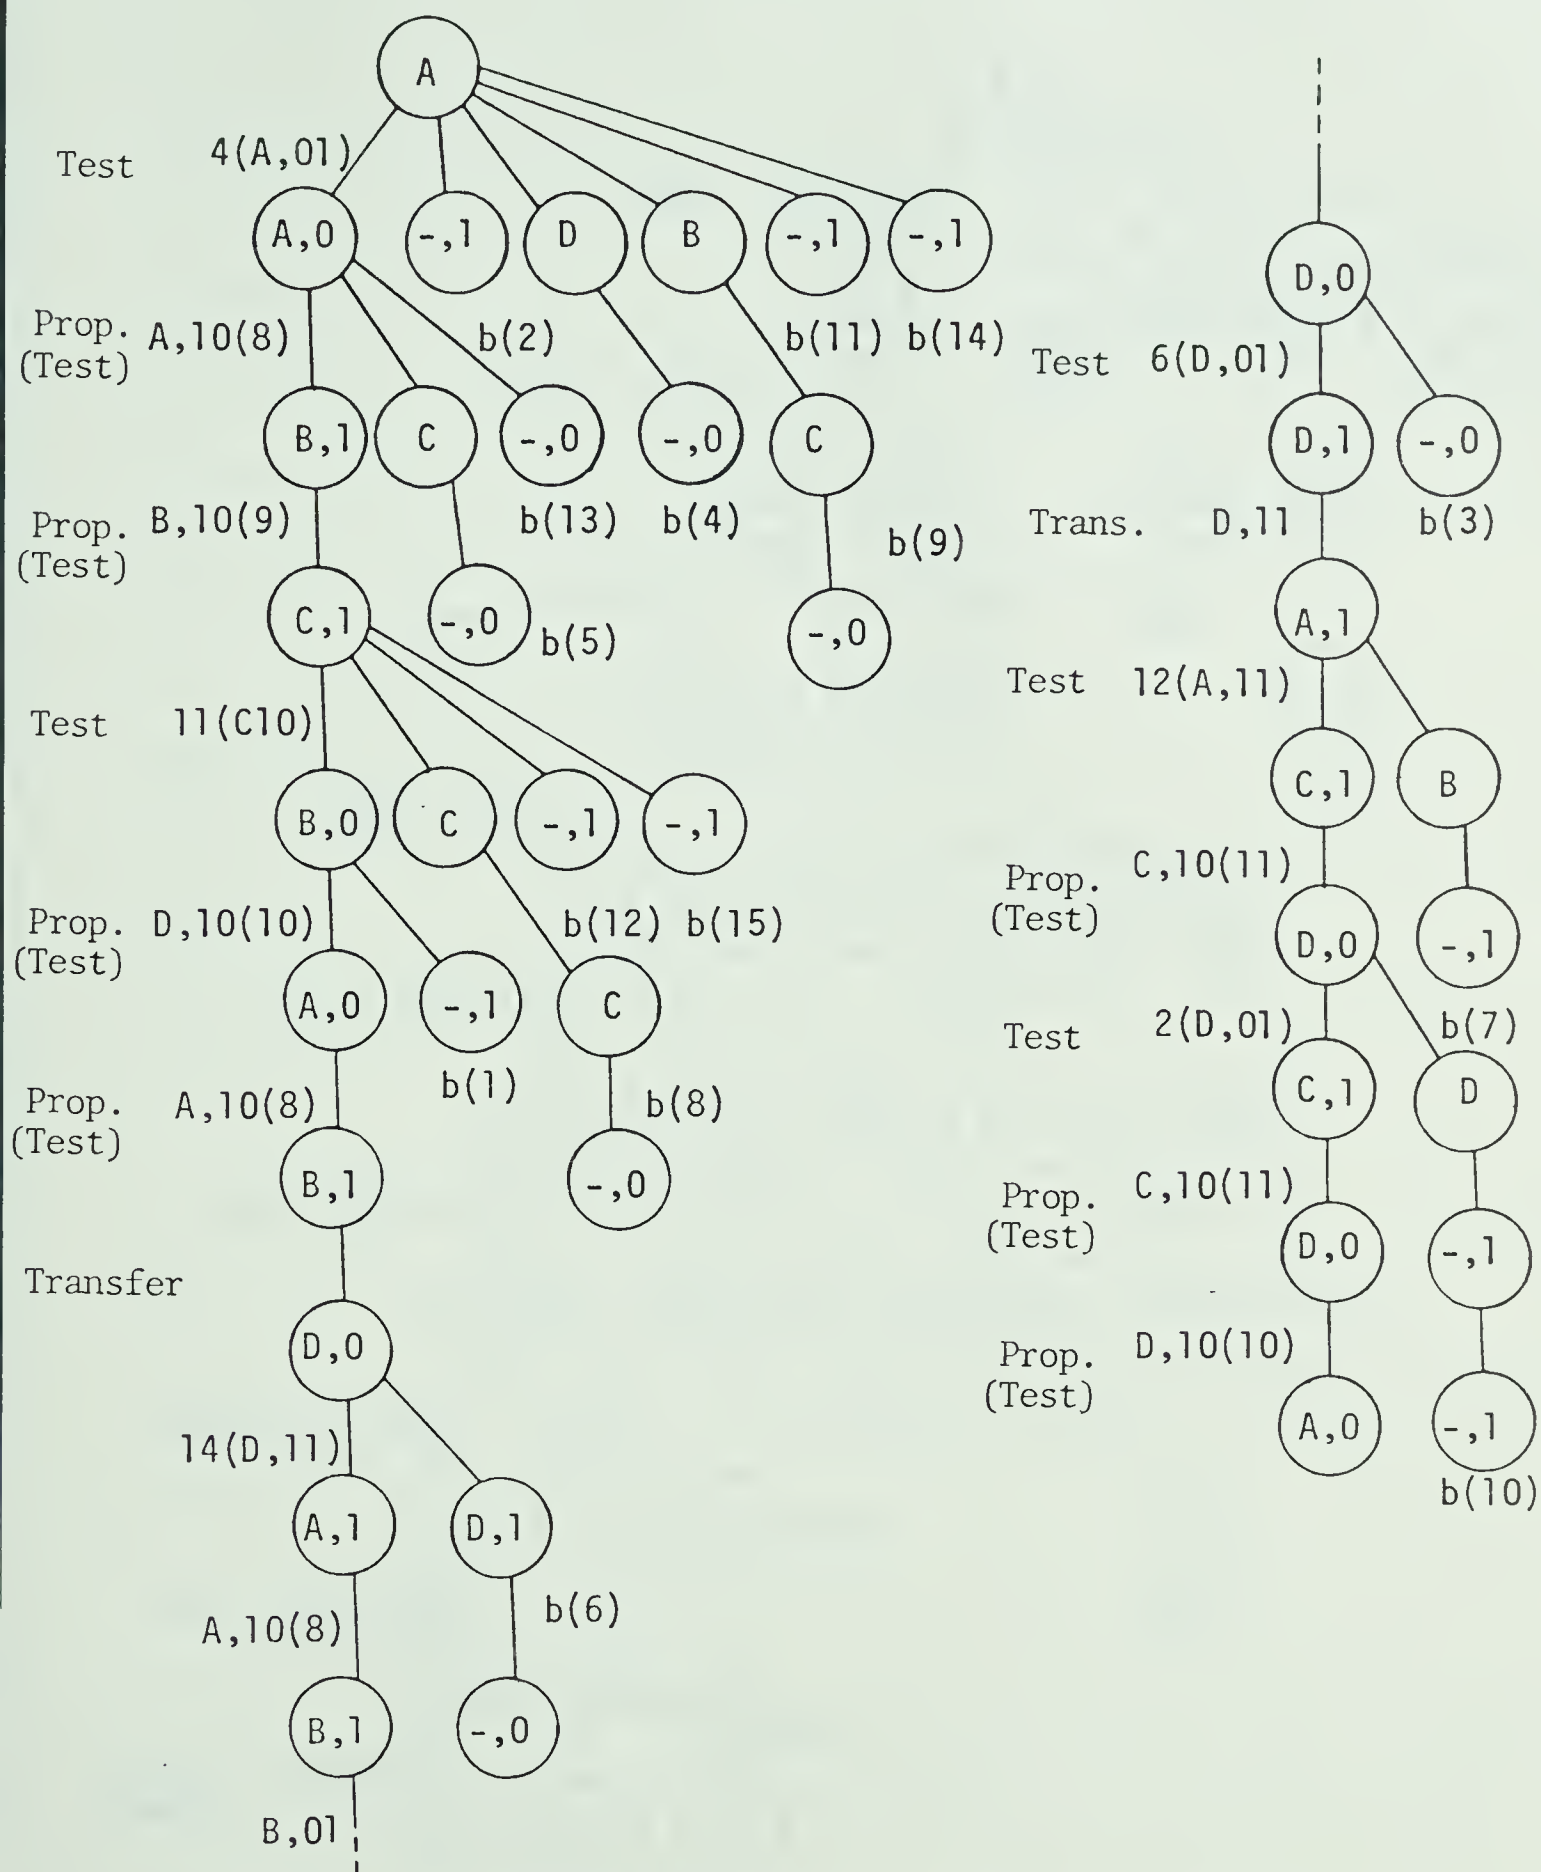 A
Test 4(A,01)
A,0 -,1 D B -,1 -,1
Prop. A,10(8) b(2) b(11) b(14)
(Test)
B,1 C -,0 -,0 C
Prop. B,10(9) b(13) b(4) b(9)
(Test)
C,1 -,0 b(5) -,0
Test 11(C10)
B,0 C -,1 -,1
Prop. D,10(10) b(12) b(15)
(Test)
A,0 -,1 C
Prop. A,10(8) b(1) b(8)
(Test)
B,1 -,0
Transfer
D,0
14(D,11)
A,1 D,1
A,10(8) b(6)
B,1 -,0
B,01
D,0
Test 6(D,01)
D,1 -,0
Trans. D,11 b(3)
A,1
Test 12(A,11)
C,1 B
Prop. C,10(11)
(Test)
D,0 -,1
Test 2(D,01) b(7)
C,1 D
Prop. C,10(11)
(Test)
D,0 -,1
Prop. D,10(10)
(Test)
A,0 -,1
b(10)